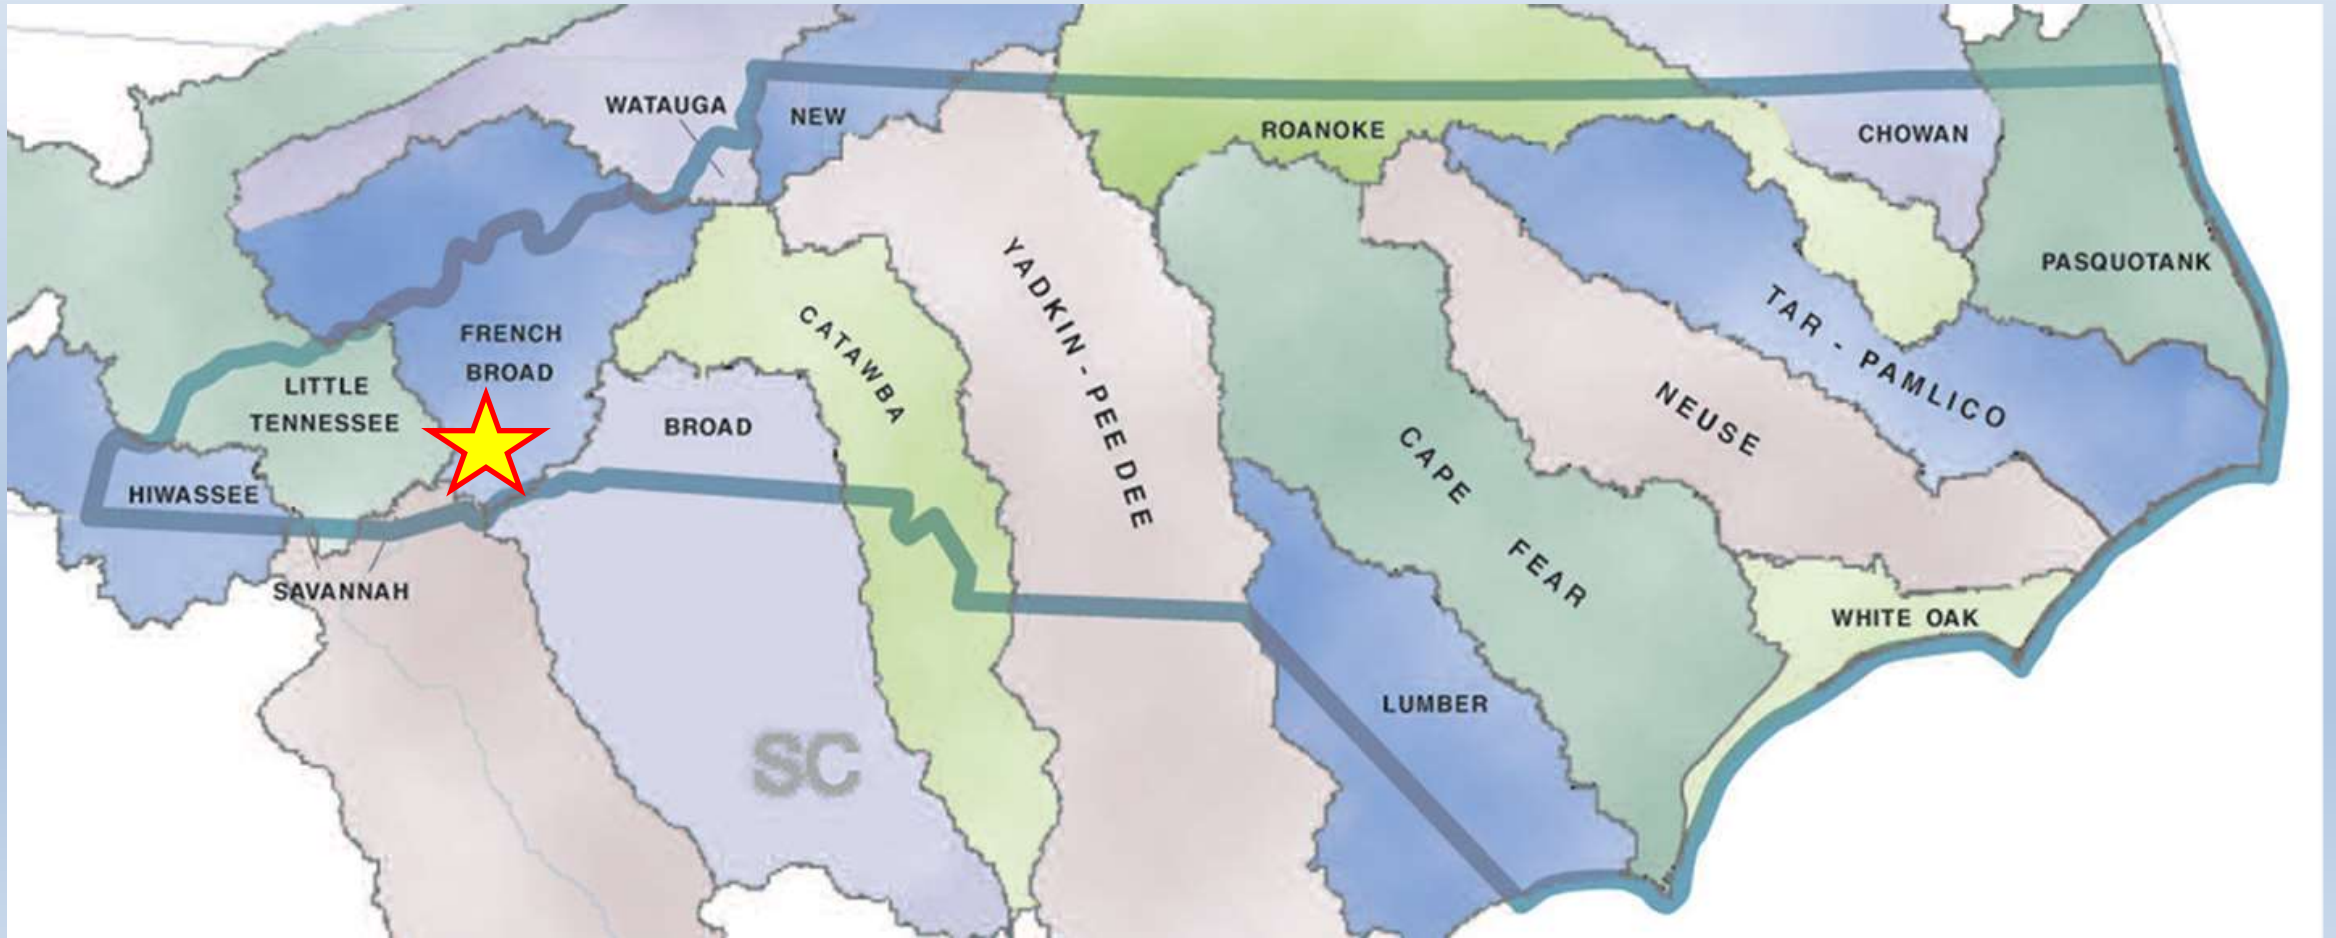 WATAUGA
NEW
ROANOKE
CHOWAN
PASQUOTANK
FRENCH
BROAD
LITTLE
TENNESSEE
CATAWBA
YADKIN - PEE DEE
TAR - PAMLICO
NEUSE
BROAD
CAPE FEAR
HIWASSEE
SAVANNAH
WHITE OAK
LUMBER
SC